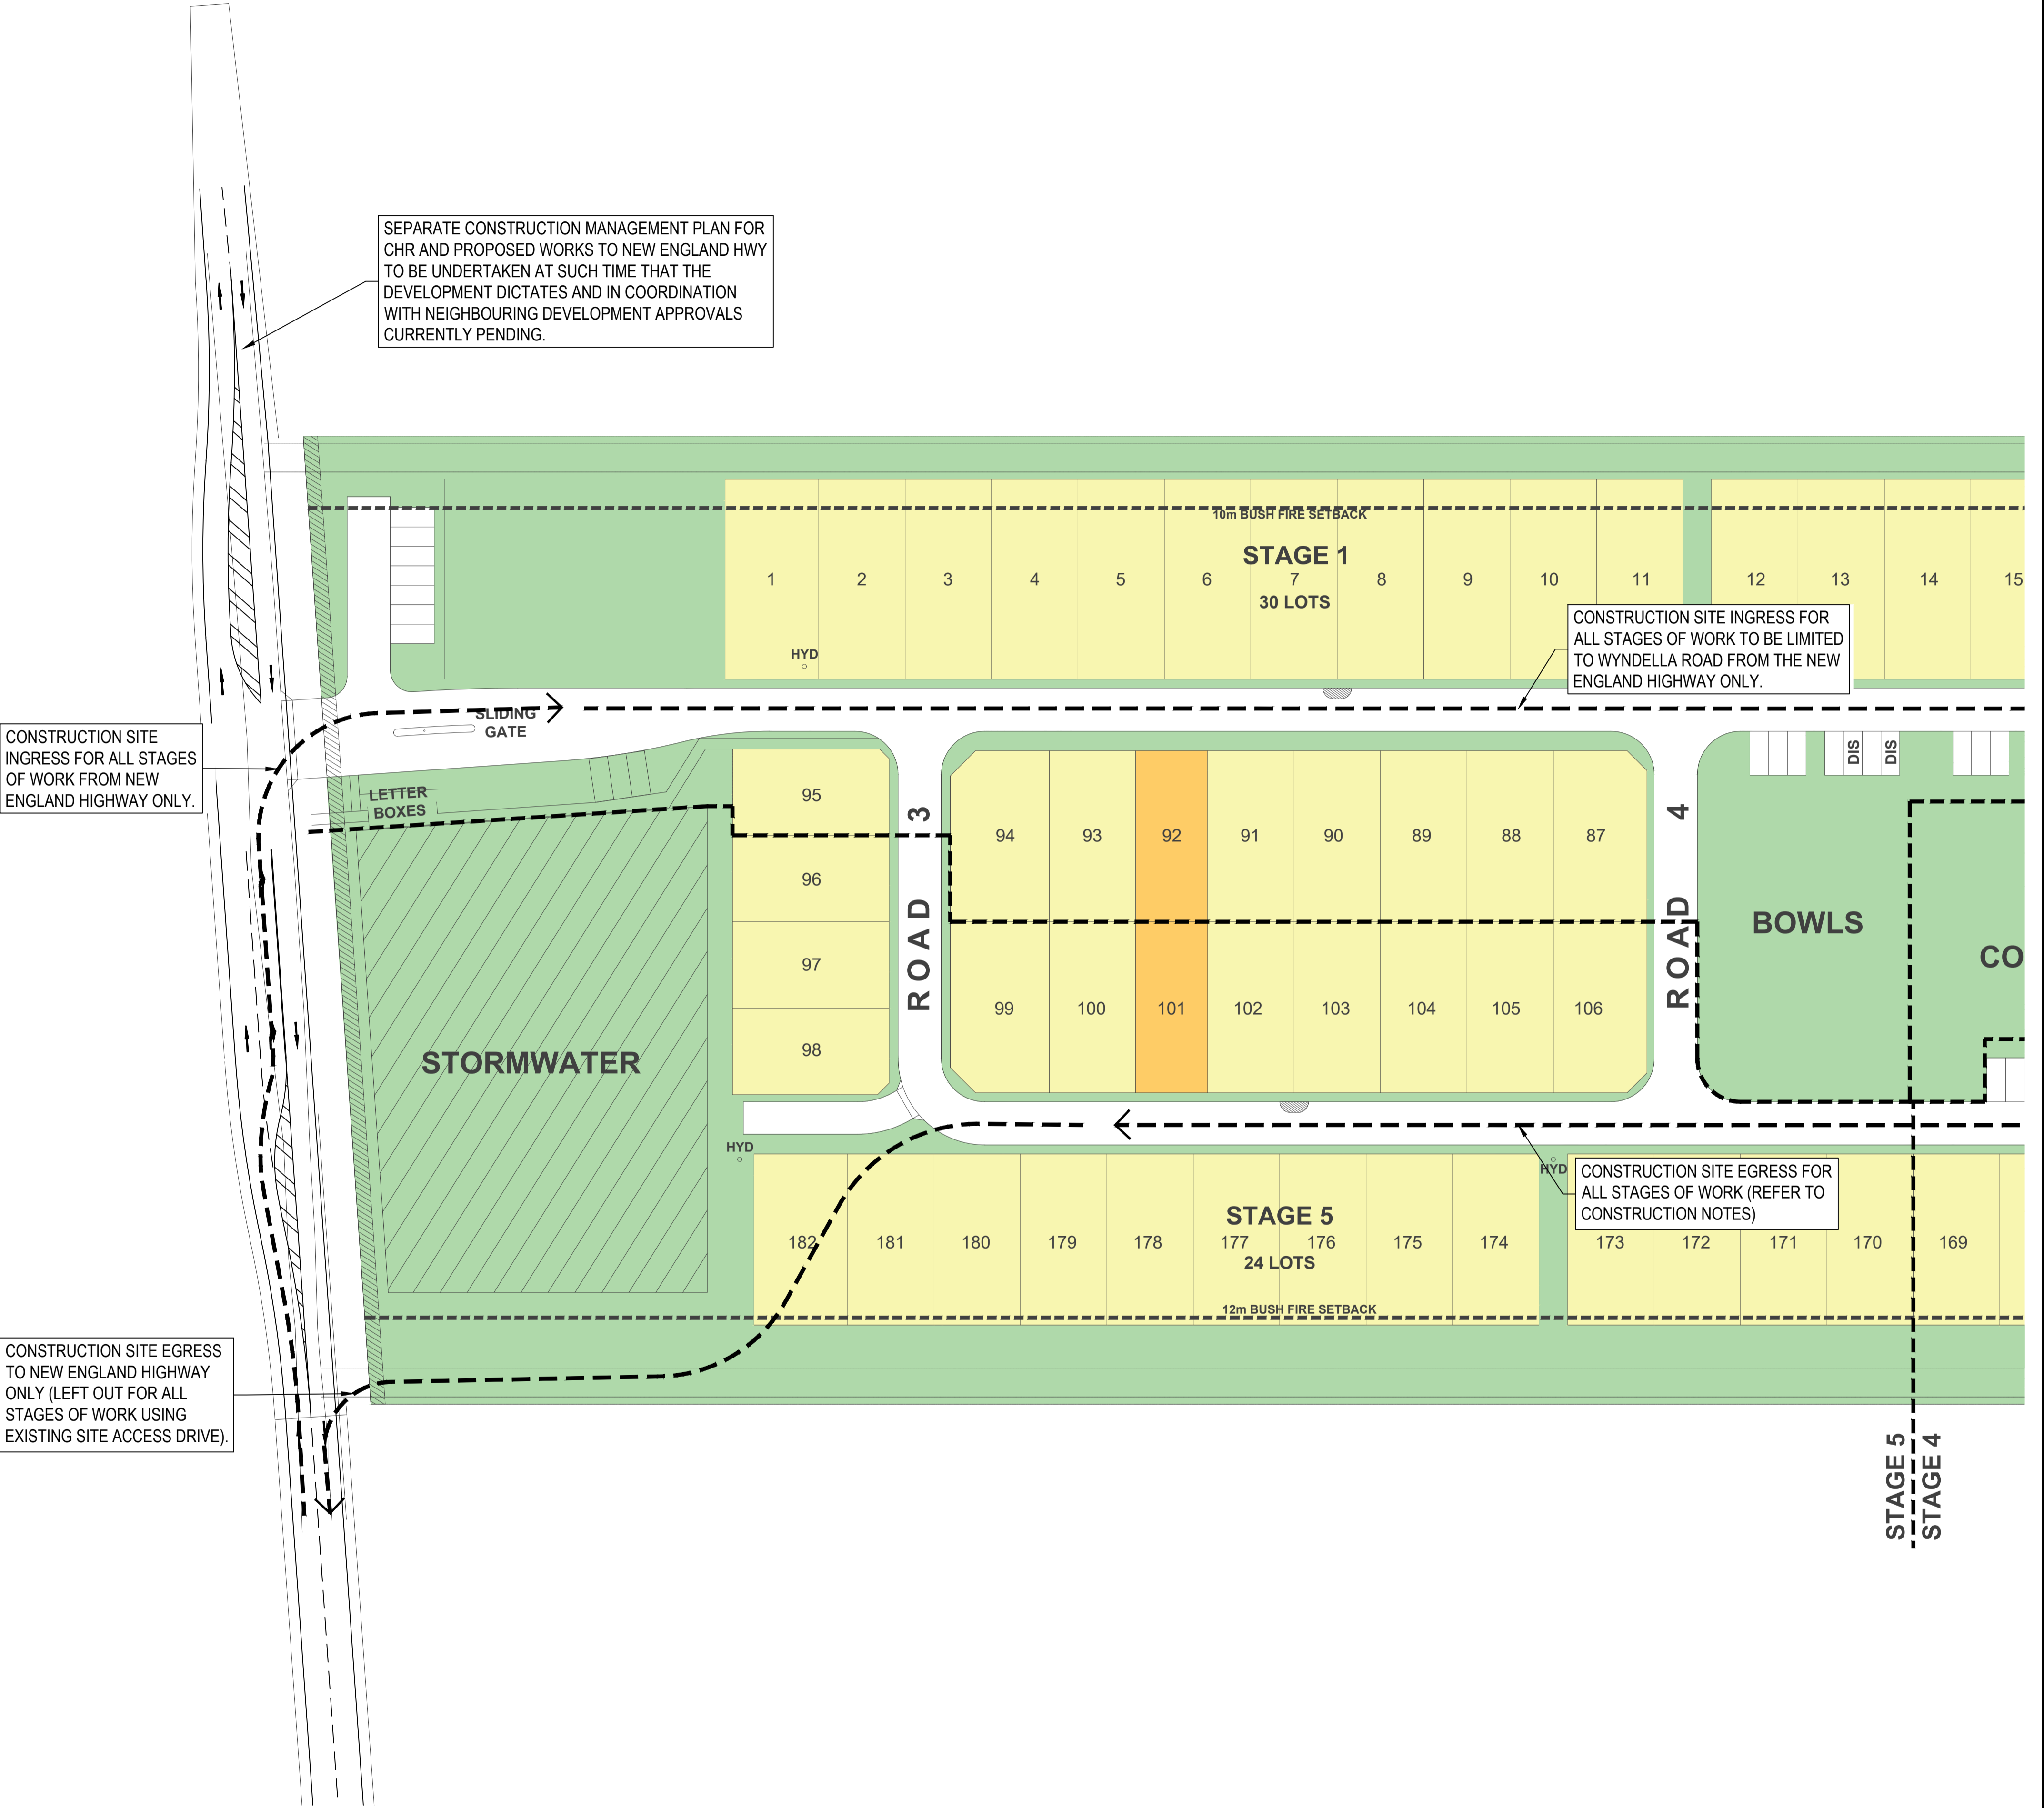 SEPARATE CONSTRUCTION MANAGEMENT PLAN FOR
CHR AND PROPOSED WORKS TO NEW ENGLAND HWY
TO BE UNDERTAKEN AT SUCH TIME THAT THE
DEVELOPMENT DICTATES AND IN COORDINATION
WITH NEIGHBOURING DEVELOPMENT APPROVALS
CURRENTLY PENDING.
10m BUSH FIRE SETBACK
STAGE 1
1 2 3 4 5 6 7 8 9 10 11 12 13 14 15
30 LOTS
HYD
CONSTRUCTION SITE INGRESS FOR
ALL STAGES OF WORK TO BE LIMITED
TO WYNDELLA ROAD FROM THE NEW
ENGLAND HIGHWAY ONLY.
SLIDING
GATE
CONSTRUCTION SITE
INGRESS FOR ALL STAGES
OF WORK FROM NEW
ENGLAND HIGHWAY ONLY.
LETTER
BOXES
DIS DIS
95
96
97
98
ROAD 3
94 93 92 91 90 89 88 87
99 100 101 102 103 104 105 106
ROAD 4
BOWLS
CO
STORMWATER
HYD
HYD
CONSTRUCTION SITE EGRESS FOR
ALL STAGES OF WORK (REFER TO
CONSTRUCTION NOTES)
STAGE 5
182 181 180 179 178 177 176 175 174 173 172 171 170 169
24 LOTS
12m BUSH FIRE SETBACK
CONSTRUCTION SITE EGRESS
TO NEW ENGLAND HIGHWAY
ONLY (LEFT OUT FOR ALL
STAGES OF WORK USING
EXISTING SITE ACCESS DRIVE).
STAGE 5
STAGE 4